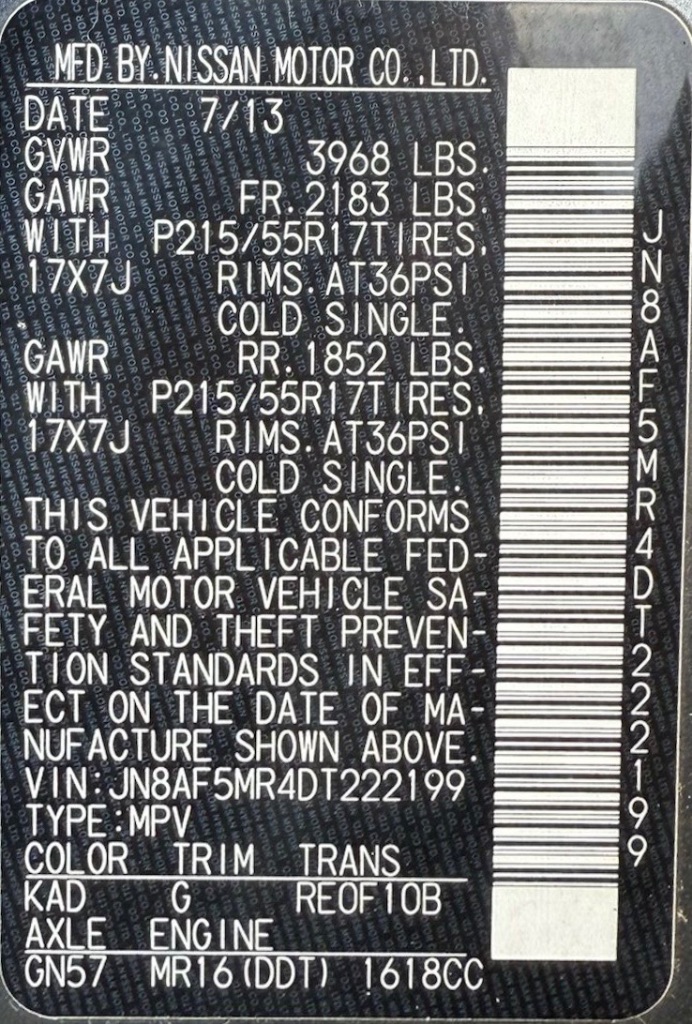 MFD BY.NISSAN MOTOR CO.,LTD.
DATE 7/13
GVWR 3968 LBS.
GAWR FR.2183 LBS.
WITH P215/55R17TIRES,
17X7J RIMS.AT36PSI
COLD SINGLE.
GAWR RR.1852 LBS.
WITH P215/55R17TIRES,
17X7J RIMS.AT36PSI
COLD SINGLE.
THIS VEHICLE CONFORMS
TO ALL APPLICABLE FED-
ERAL MOTOR VEHICLE SA-
FETY AND THEFT PREVEN-
TION STANDARDS IN EFF-
ECT ON THE DATE OF MA-
NUFACTURE SHOWN ABOVE.
VIN:JN8AF5MR4DT222199
TYPE:MPV
COLOR TRIM TRANS
KAD G RE0F10B
AXLE ENGINE
GN57 MR16(DDT) 1618CC
JN8AF5MR4DT222199